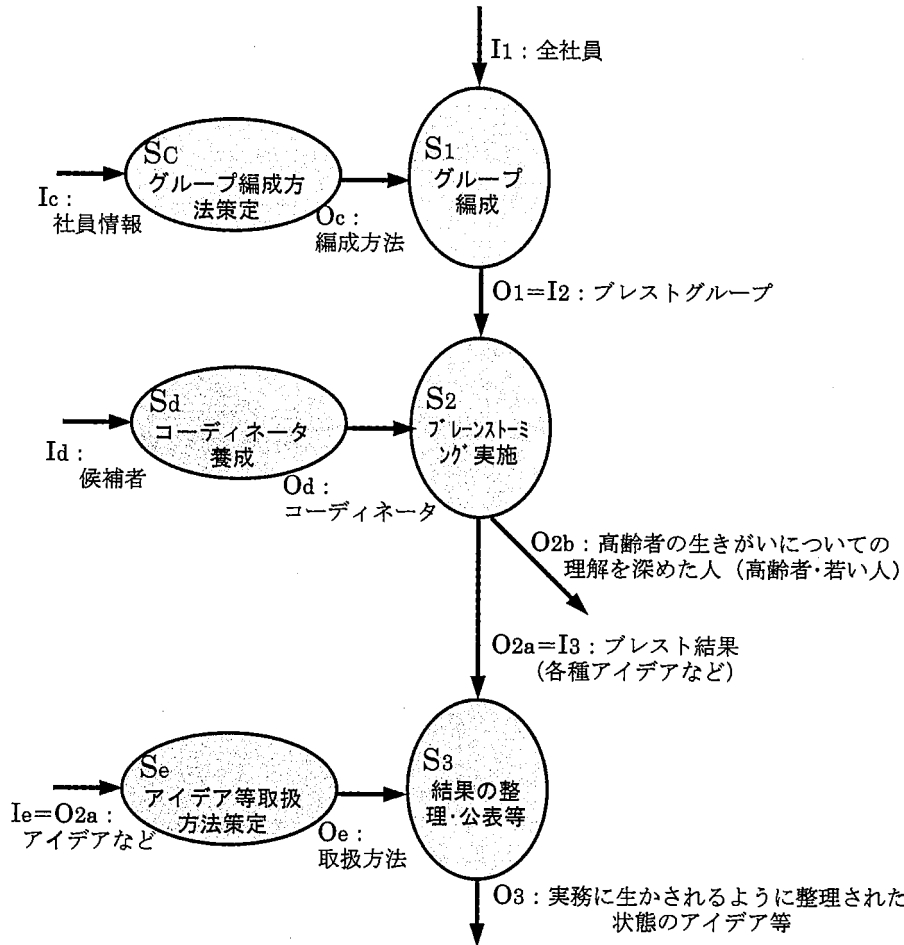 I1：全社員
Sc
グループ編成方
法策定
S1
グループ
編成
Ic：
社員情報
Oc：
編成方法
O1=I2：ブレストグループ
Sd
コーディネータ
養成
S2
ﾌﾞﾚｰﾝｽﾄｰﾐ
ﾝｸﾞ実施
Id：
候補者
Od：
コーディネータ
O2b：高齢者の生きがいについての
理解を深めた人（高齢者・若い人）
O2a=I3：ブレスト結果
（各種アイデアなど）
Se
アイデア等取扱
方法策定
S3
結果の整
理・公表等
Ie=O2a：
アイデアなど
Oe：
取扱方法
O3：実務に生かされるように整理された
状態のアイデア等